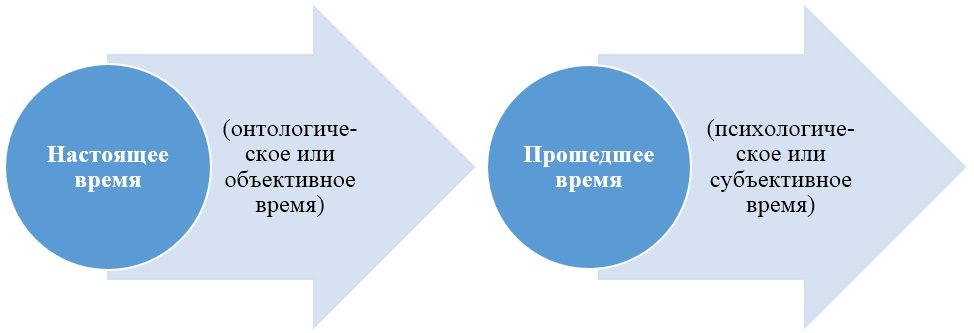 Настоящее
время
(онтологиче-
ское или
объективное
время)
Прошедшее
время
(психологиче-
ское или
субъективное
время)